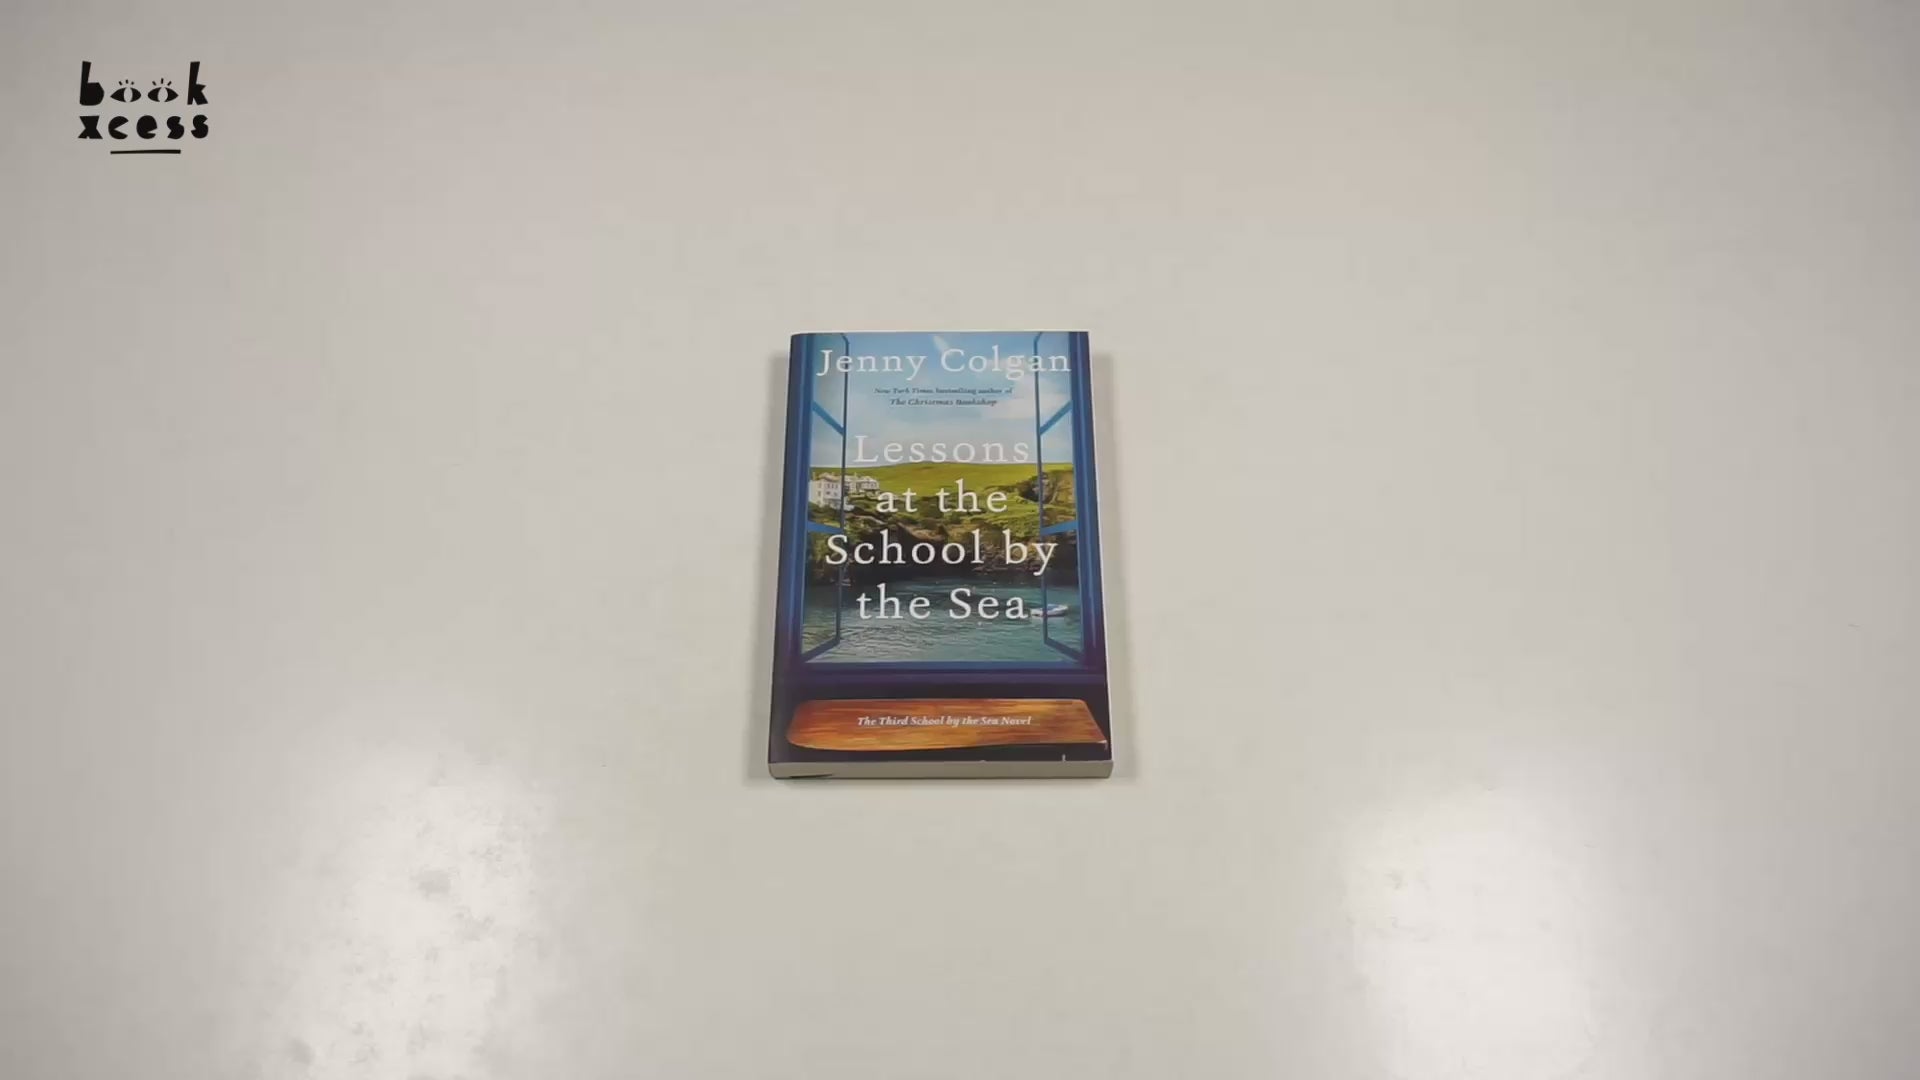 book
xcess
Jenny Colgan
New York Times bestselling author of
The Christmas Bookshop
Lessons
at the
School by
the Sea
The Third School by the Sea Novel